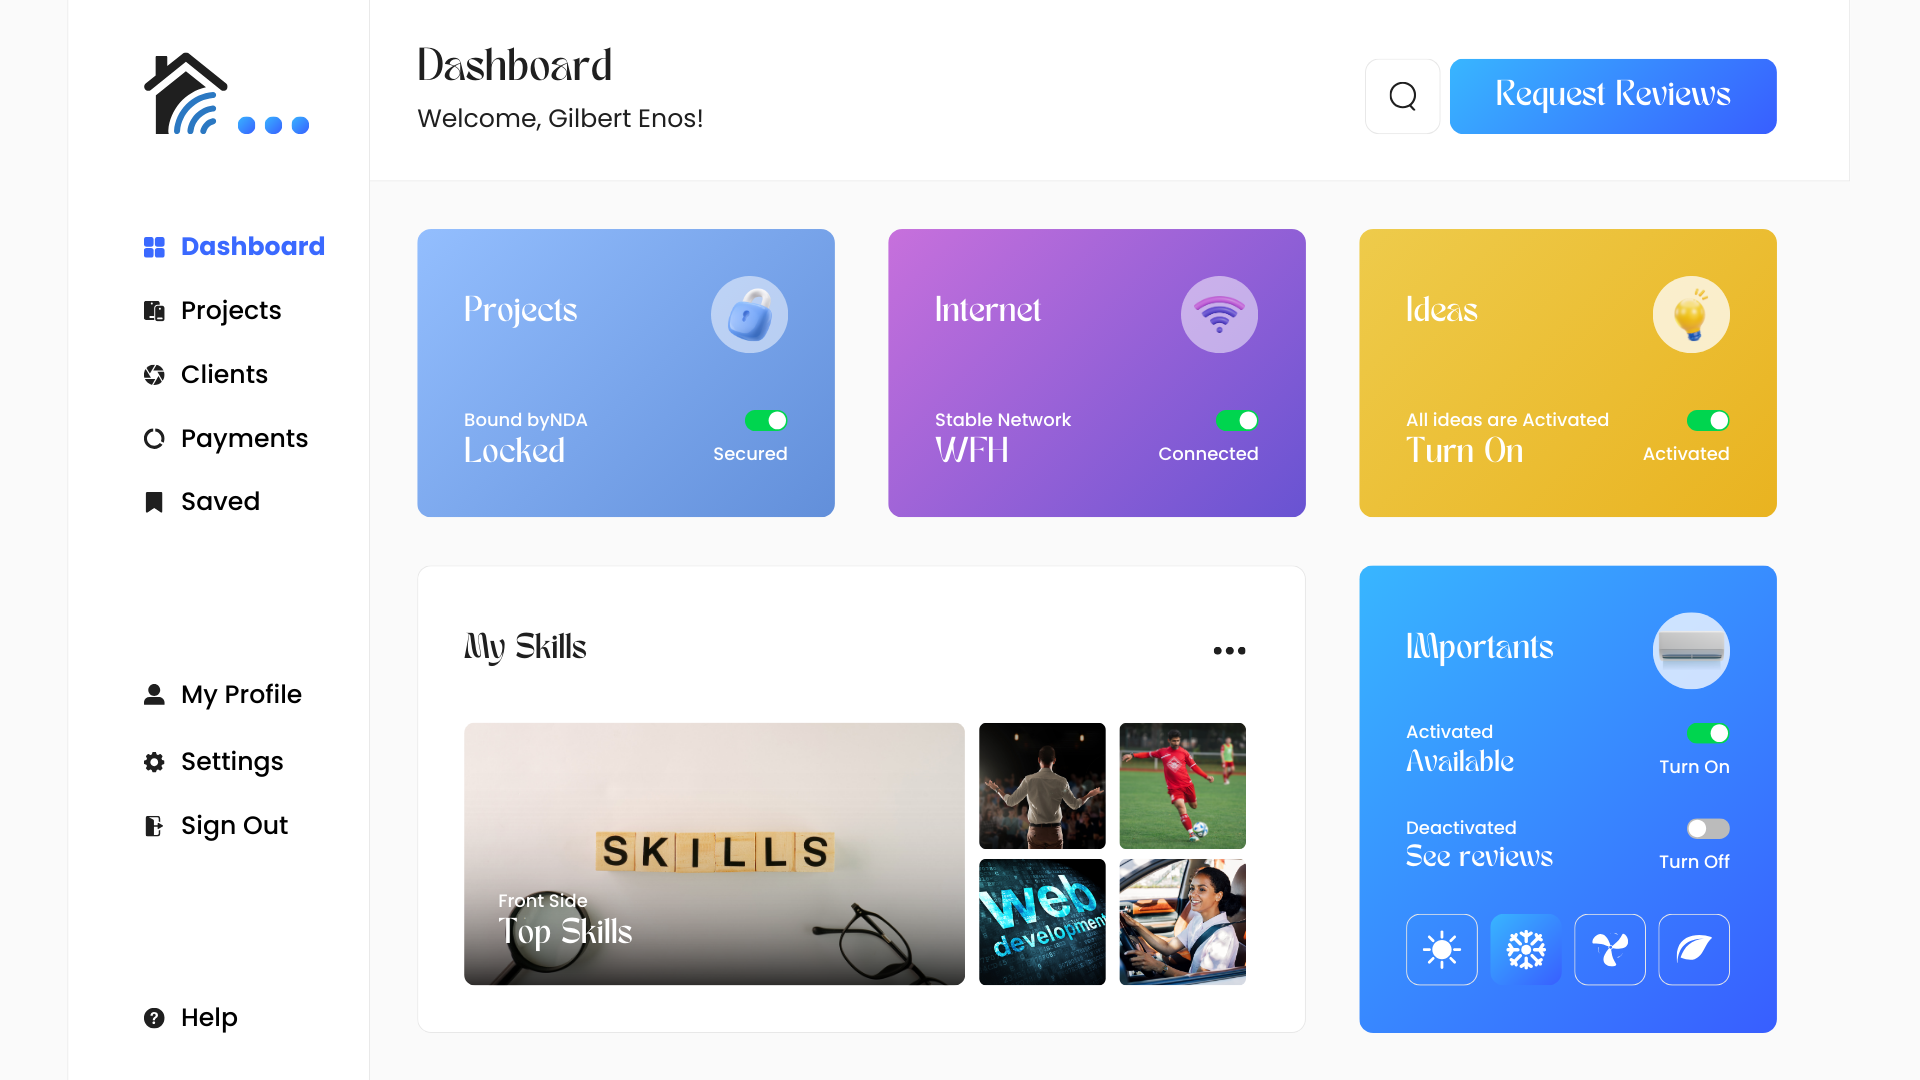 Dashboard
Projects
Clients
Payments
Saved
My Profile
Settings
Sign Out
Help
Dashboard
Welcome, Gilbert Enos!
Request Reviews
Projects
Bound byNDA
Locked
Secured
Internet
Stable Network
WFH
Connected
Ideas
All ideas are Activated
Turn On
Activated
My Skills
SKILLS
Front Side
Top Skills
web
development
IMportants
Activated
Available
Turn On
Deactivated
See reviews
Turn Off